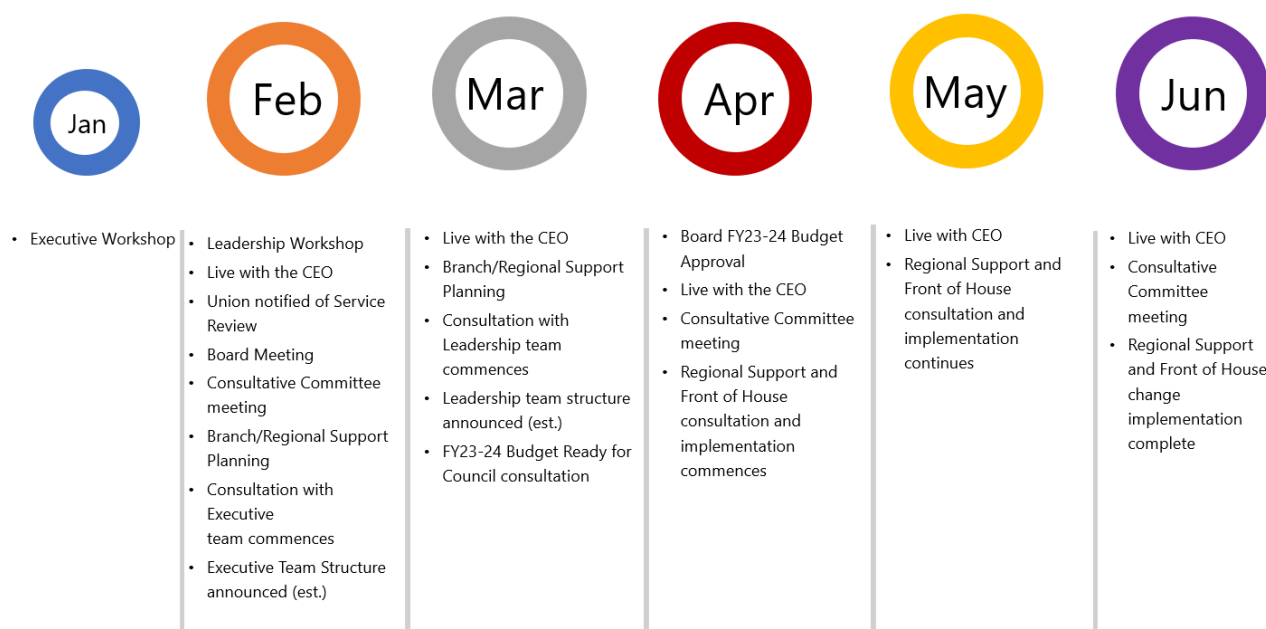 Jan
Feb
Mar
Apr
May
Jun
• Executive Workshop
• Leadership Workshop
• Live with the CEO
• Union notified of Service
Review
• Board Meeting
• Consultative Committee
meeting
• Branch/Regional Support
Planning
• Consultation with
Executive
team commences
• Executive Team Structure
announced (est.)
• Live with the CEO
• Branch/Regional Support
Planning
• Consultation with
Leadership team
commences
• Leadership team structure
announced (est.)
• FY23-24 Budget Ready for
Council consultation
• Board FY23-24 Budget
Approval
• Live with the CEO
• Consultative Committee
meeting
• Regional Support and
Front of House
consultation and
implementation
commences
• Live with CEO
• Regional Support and
Front of House
consultation and
implementation
continues
• Live with CEO
• Consultative
Committee
meeting
• Regional Support
and Front of House
change
implementation
complete